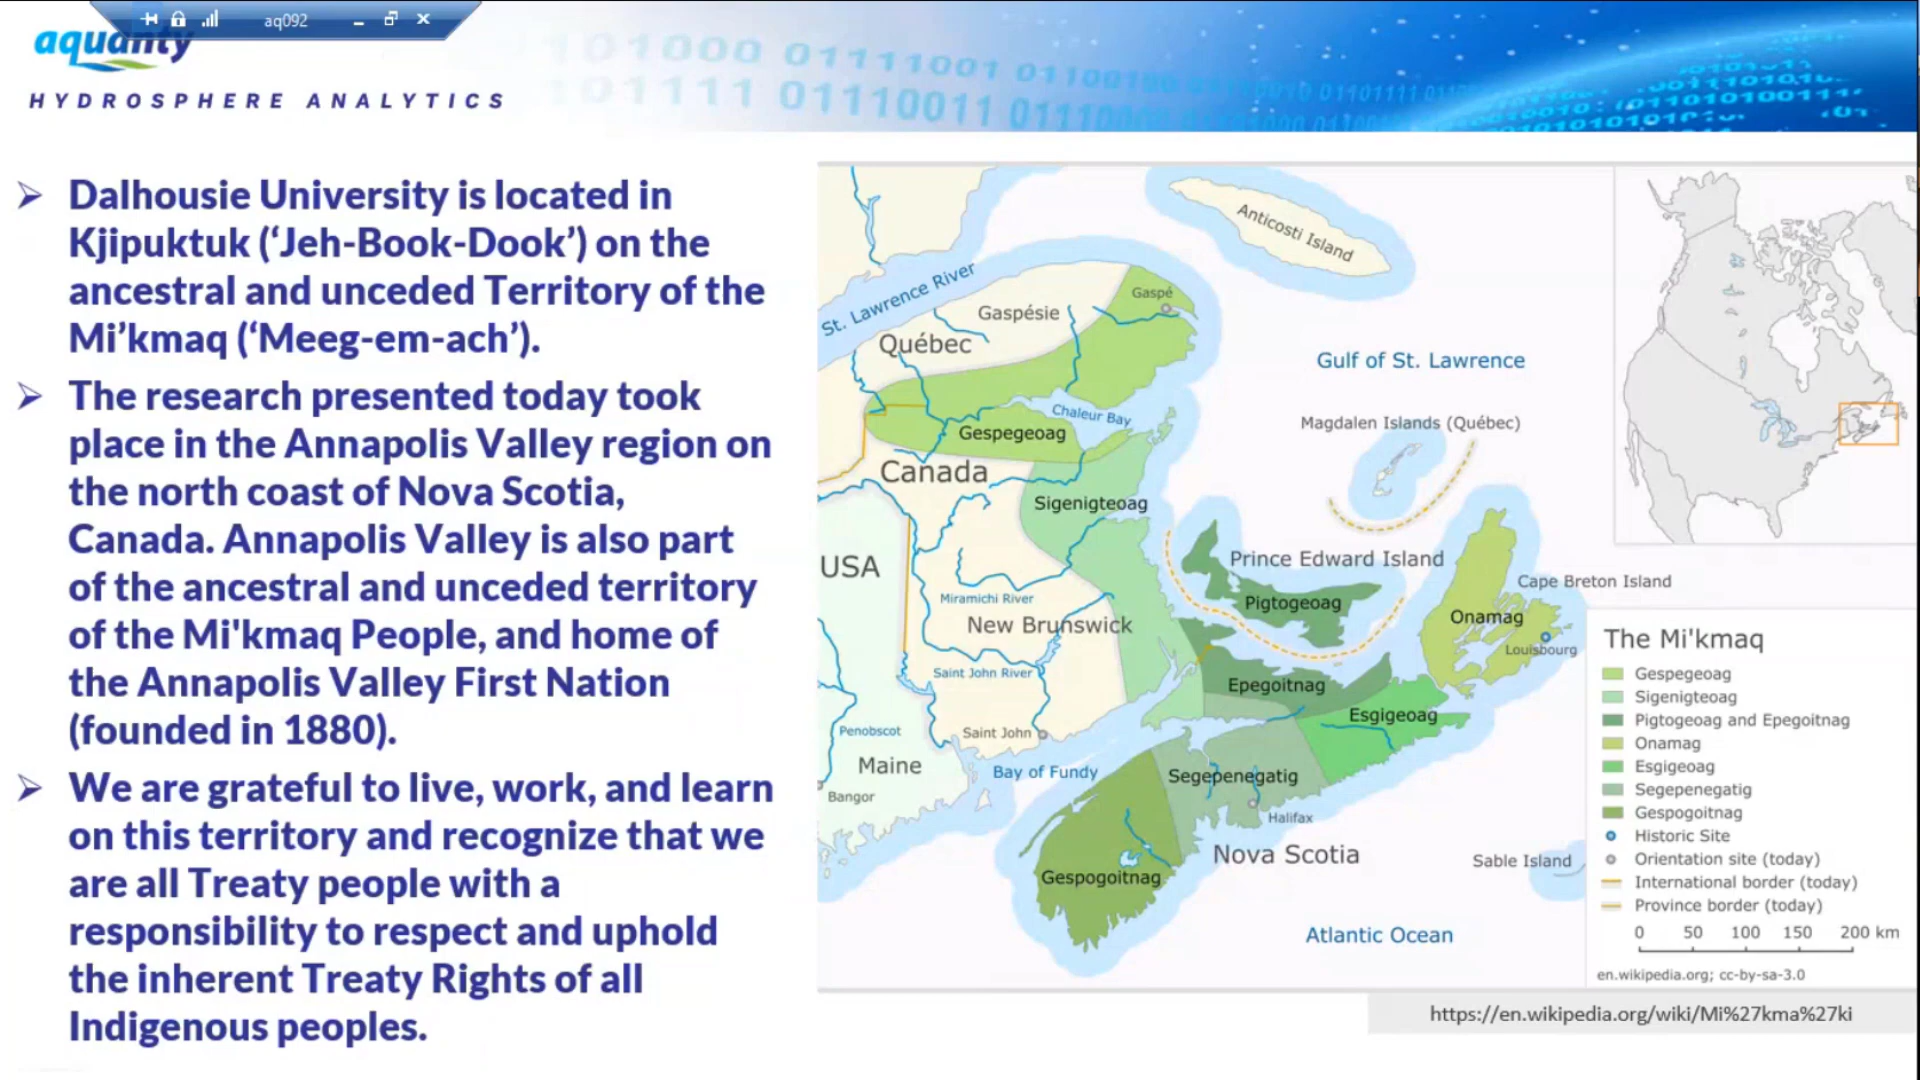 aq092
aquanty
HYDROSPHERE ANALYTICS
101000 01111001 01100100
101111 01110011
Dalhousie University is located in
Kjipuktuk (‘Jeh-Book-Dook’) on the
ancestral and unceded Territory of the
Mi’kmaq (‘Meeg-em-ach’).
The research presented today took
place in the Annapolis Valley region on
the north coast of Nova Scotia,
Canada. Annapolis Valley is also part
of the ancestral and unceded territory
of the Mi'kmaq People, and home of
the Annapolis Valley First Nation
(founded in 1880).
We are grateful to live, work, and learn
on this territory and recognize that we
are all Treaty people with a
responsibility to respect and uphold
the inherent Treaty Rights of all
Indigenous peoples.
Anticosti Island
St. Lawrence River
Gaspé
Gaspésie
Québec
Gulf of St. Lawrence
Chaleur Bay
Magdalen Islands (Québec)
Gespegeoag
Canada
Sigenigteoag
USA
Prince Edward Island
Cape Breton Island
Miramichi River
Pigtogeoag
Onamag
New Brunswick
Louisbourg
Saint John River
Epegoitnag
Esgigeoag
Penobscot
Saint John
Maine
Bay of Fundy
Segepenegatig
Bangor
Halifax
Nova Scotia
Sable Island
Gespogoitnag
Atlantic Ocean
The Mi'kmaq
Gespegeoag
Sigenigteoag
Pigtogeoag and Epegoitnag
Onamag
Esgigeoag
Segepenegatig
Gespogoitnag
Historic Site
Orientation site (today)
International border (today)
Province border (today)
0 50 100 150 200 km
en.wikipedia.org; cc-by-sa-3.0
https://en.wikipedia.org/wiki/Mi%27kma%27ki